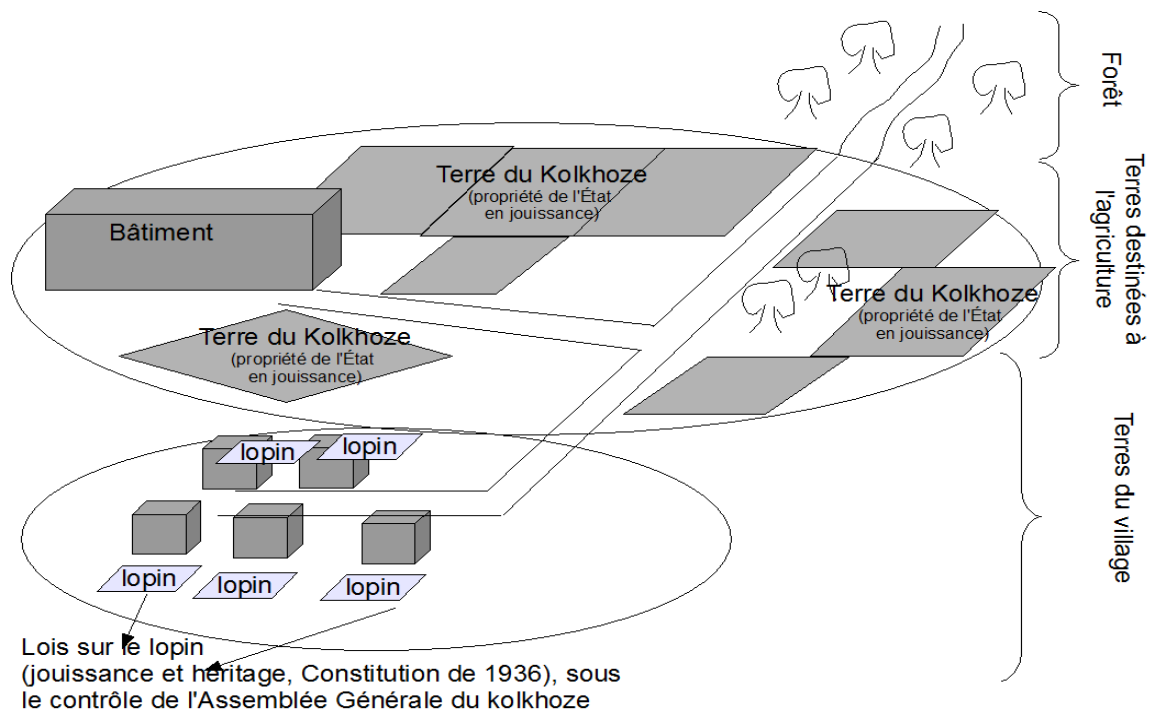 Forêt
Terre du Kolkhoze
(propriété de l'État
en jouissance)
Bâtiment
Terres destinées à
l'agriculture
Terre du Kolkhoze
(propriété de l'État
en jouissance)
Terre du Kolkhoze
(propriété de l'État
en jouissance)
Terres du village
lopin
lopin
lopin
lopin
lopin
Lois sur le lopin
(jouissance et héritage, Constitution de 1936), sous
le contrôle de l'Assemblée Générale du kolkhoze